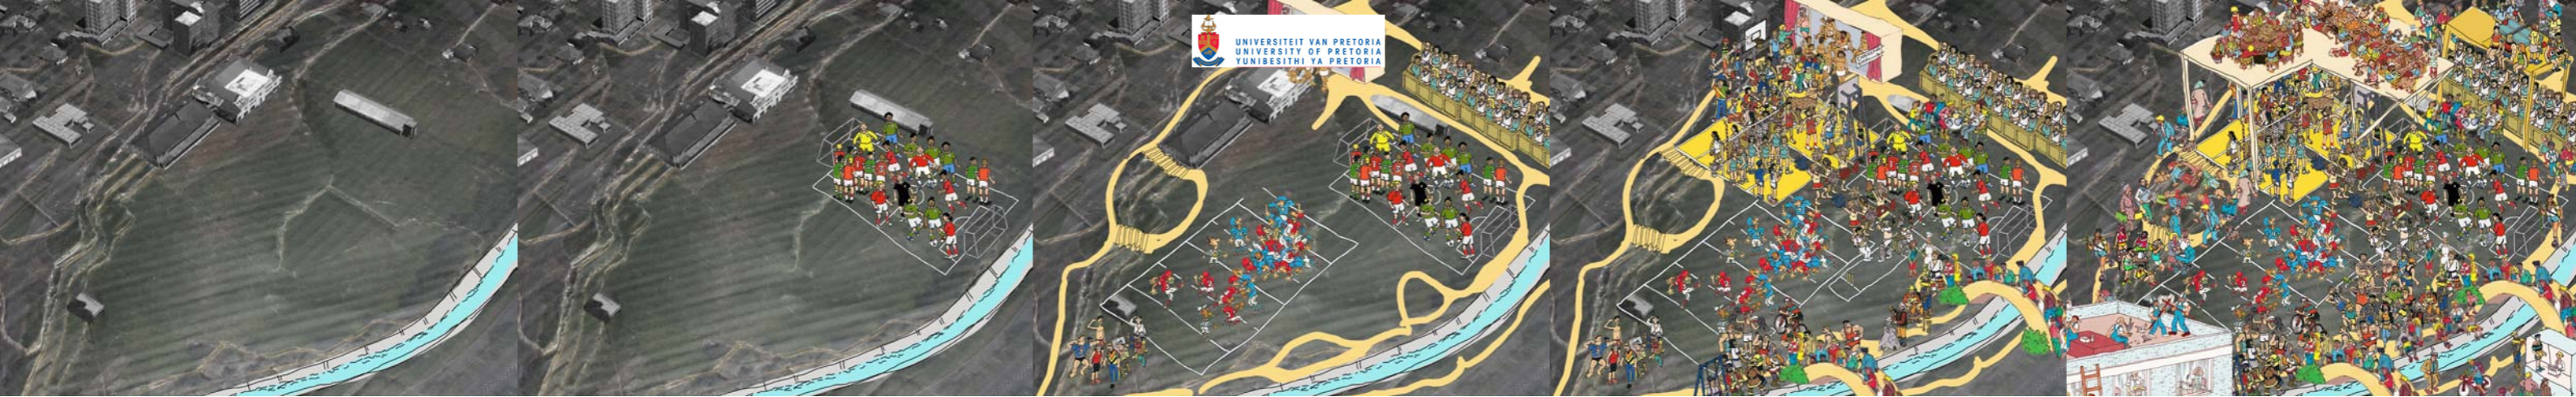 UNIVERSITEIT VAN PRETORIA
UNIVERSITY OF PRETORIA
YUNIBESITHI YA PRETORIA